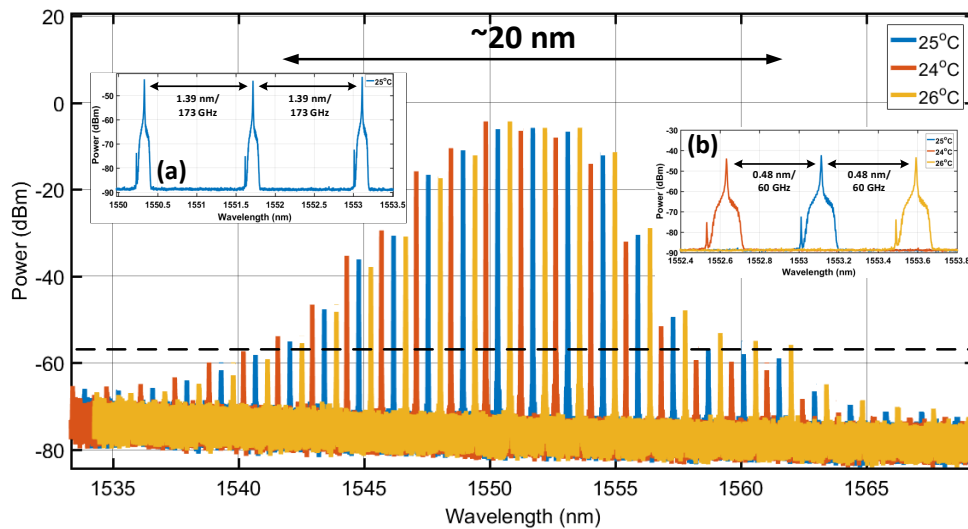 ~20 nm
25°C
24°C
26°C
20
0
-20
-40
-60
-80
Power (dBm)
1535
1540
1545
1550
1555
1560
1565
Wavelength (nm)
25°C
1.39 nm/
173 GHz
1.39 nm/
173 GHz
(a)
-50
-60
-70
-80
-90
Power (dBm)
1550
1550.5
1551
1551.5
1552
1552.5
1553
1553.5
Wavelength (nm)
(b)
25°C
24°C
26°C
0.48 nm/
60 GHz
0.48 nm/
60 GHz
-30
-40
-50
-60
-70
-80
-90
Power (dBm)
1552.4
1552.6
1552.8
1553
1553.2
1553.4
1553.6
1553.8
Wavelength (nm)